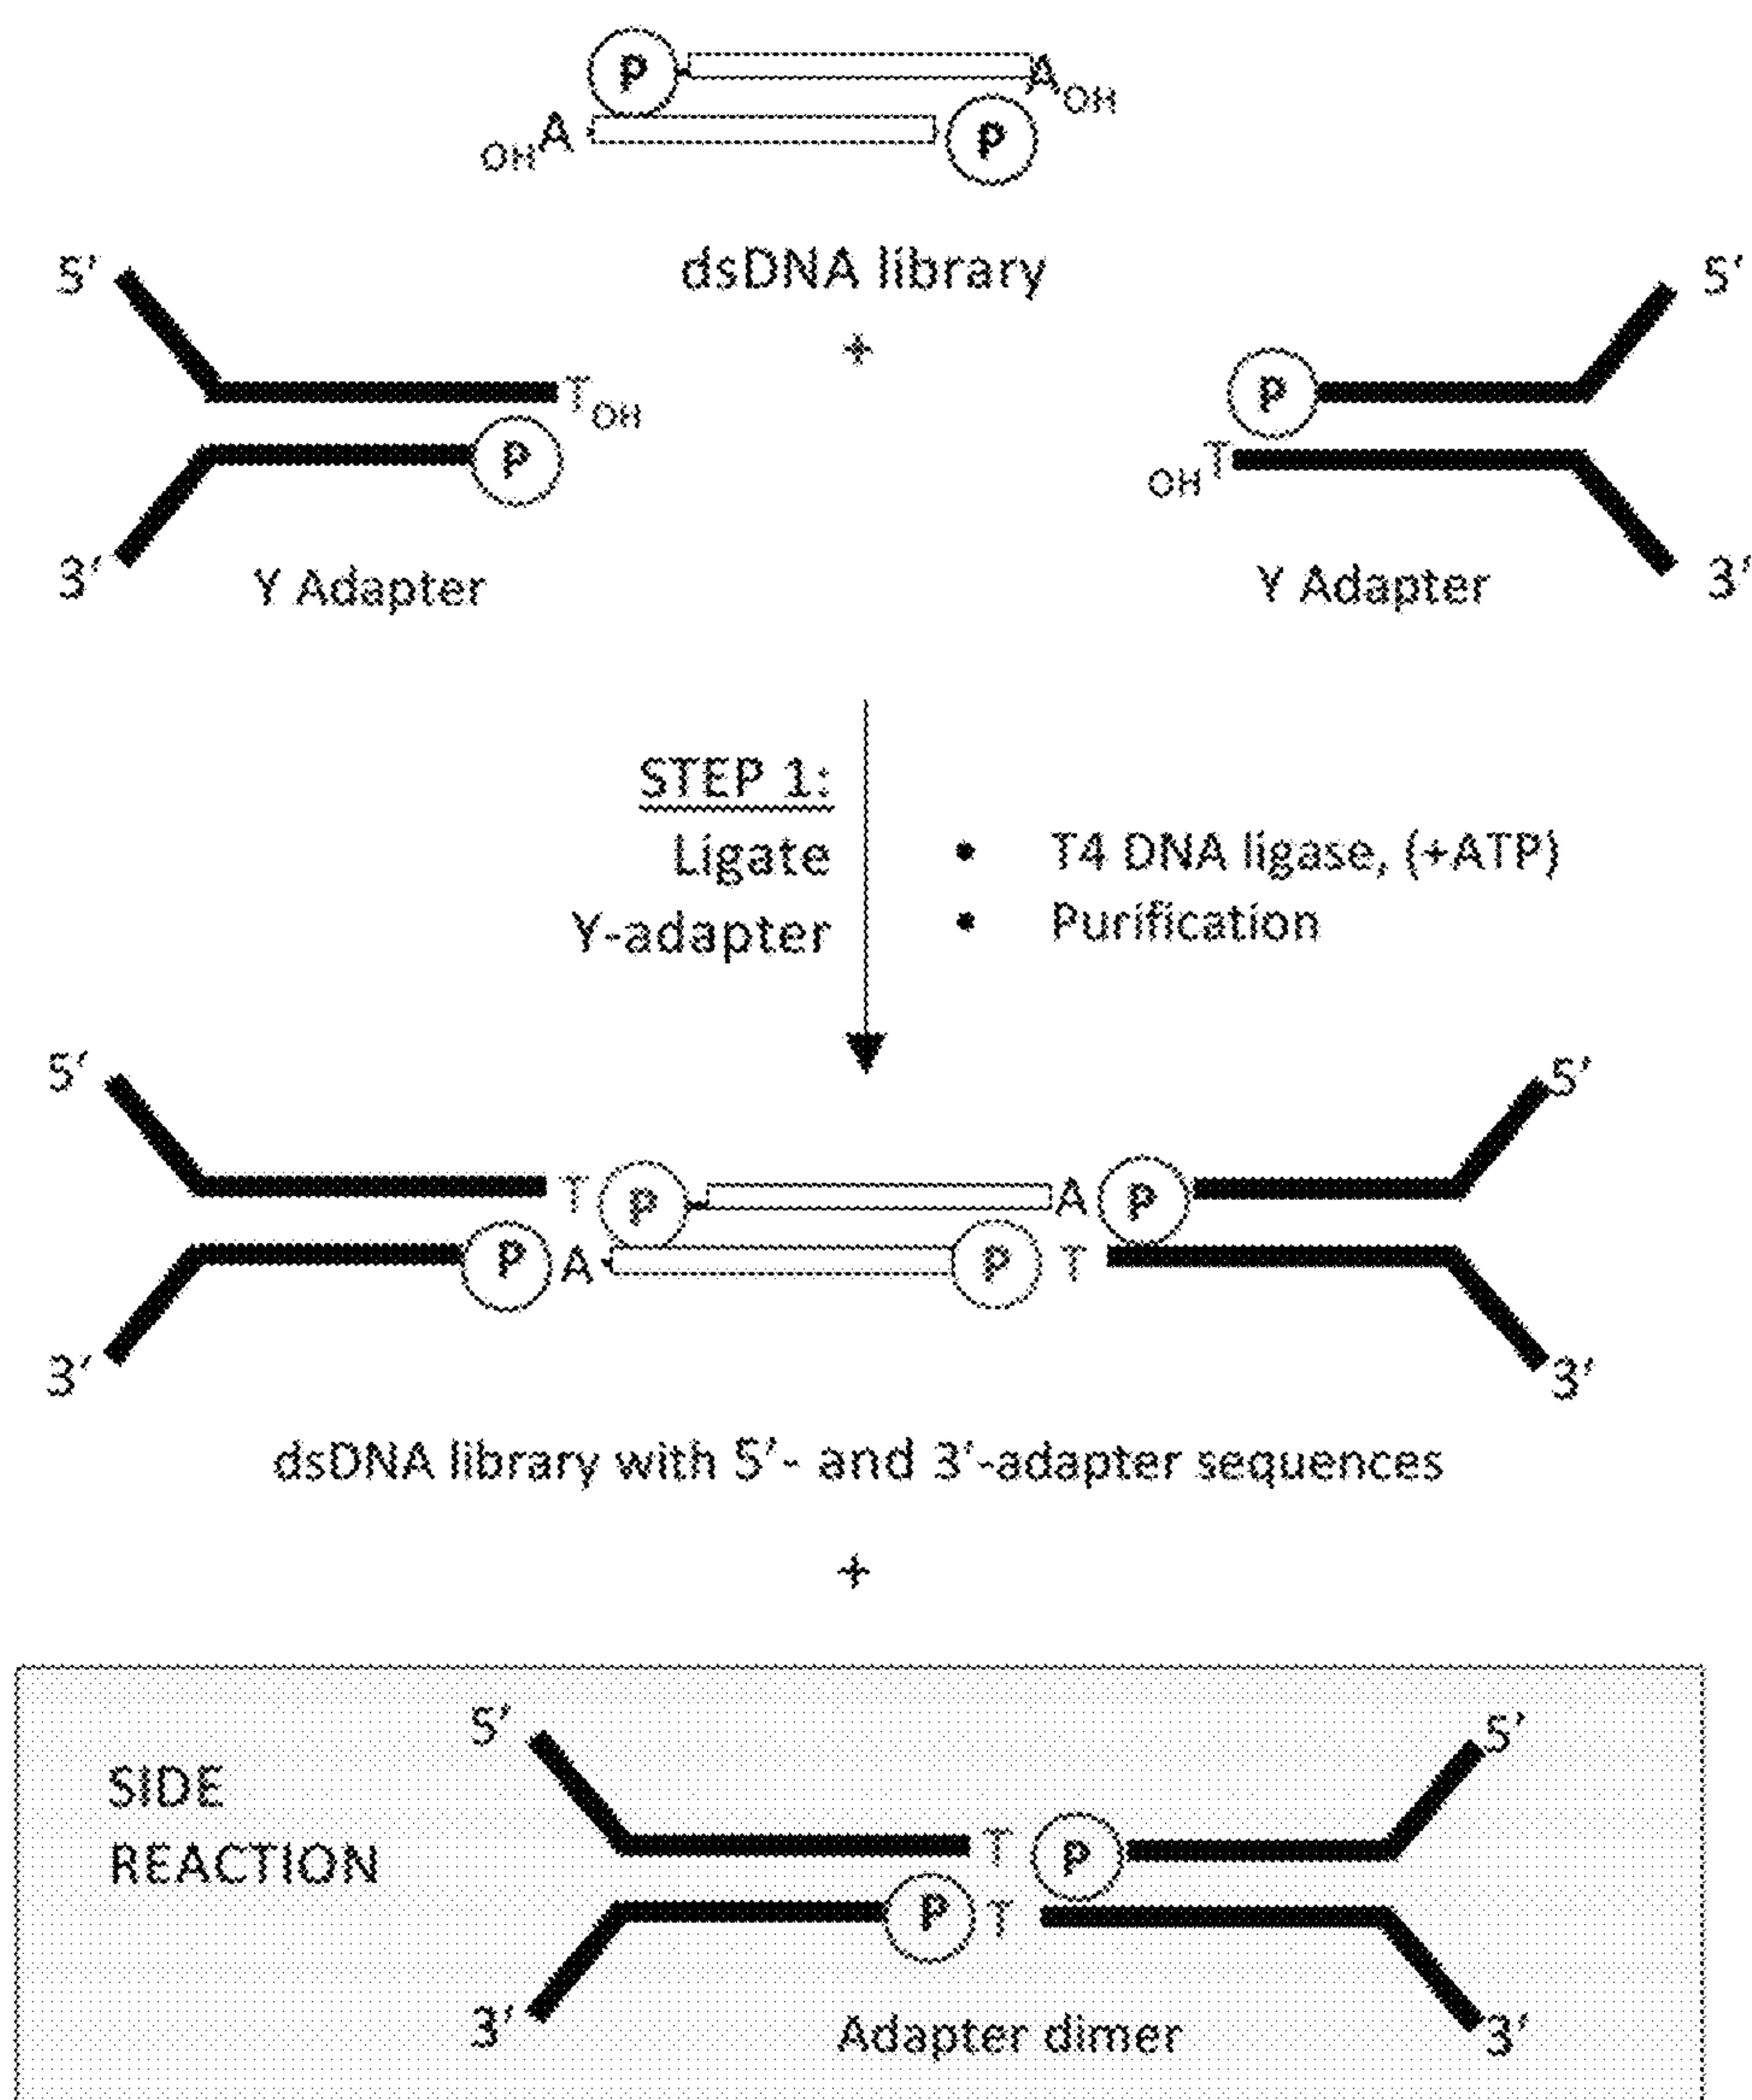 P
A OH
OH A
P
dsDNA library
5′
5′
+
T OH
P
P
OH T
3′
Y Adapter
Y Adapter
3′
STEP 1:
Ligate
Y-adapter
• T4 DNA ligase, (+ATP)
• Purification
5′
5′
T P A P
P A P T
3′
3′
dsDNA library with 5′- and 3′-adapter sequences
+
SIDE
REACTION
5′
5′
T P
P T
3′
Adapter dimer
3′